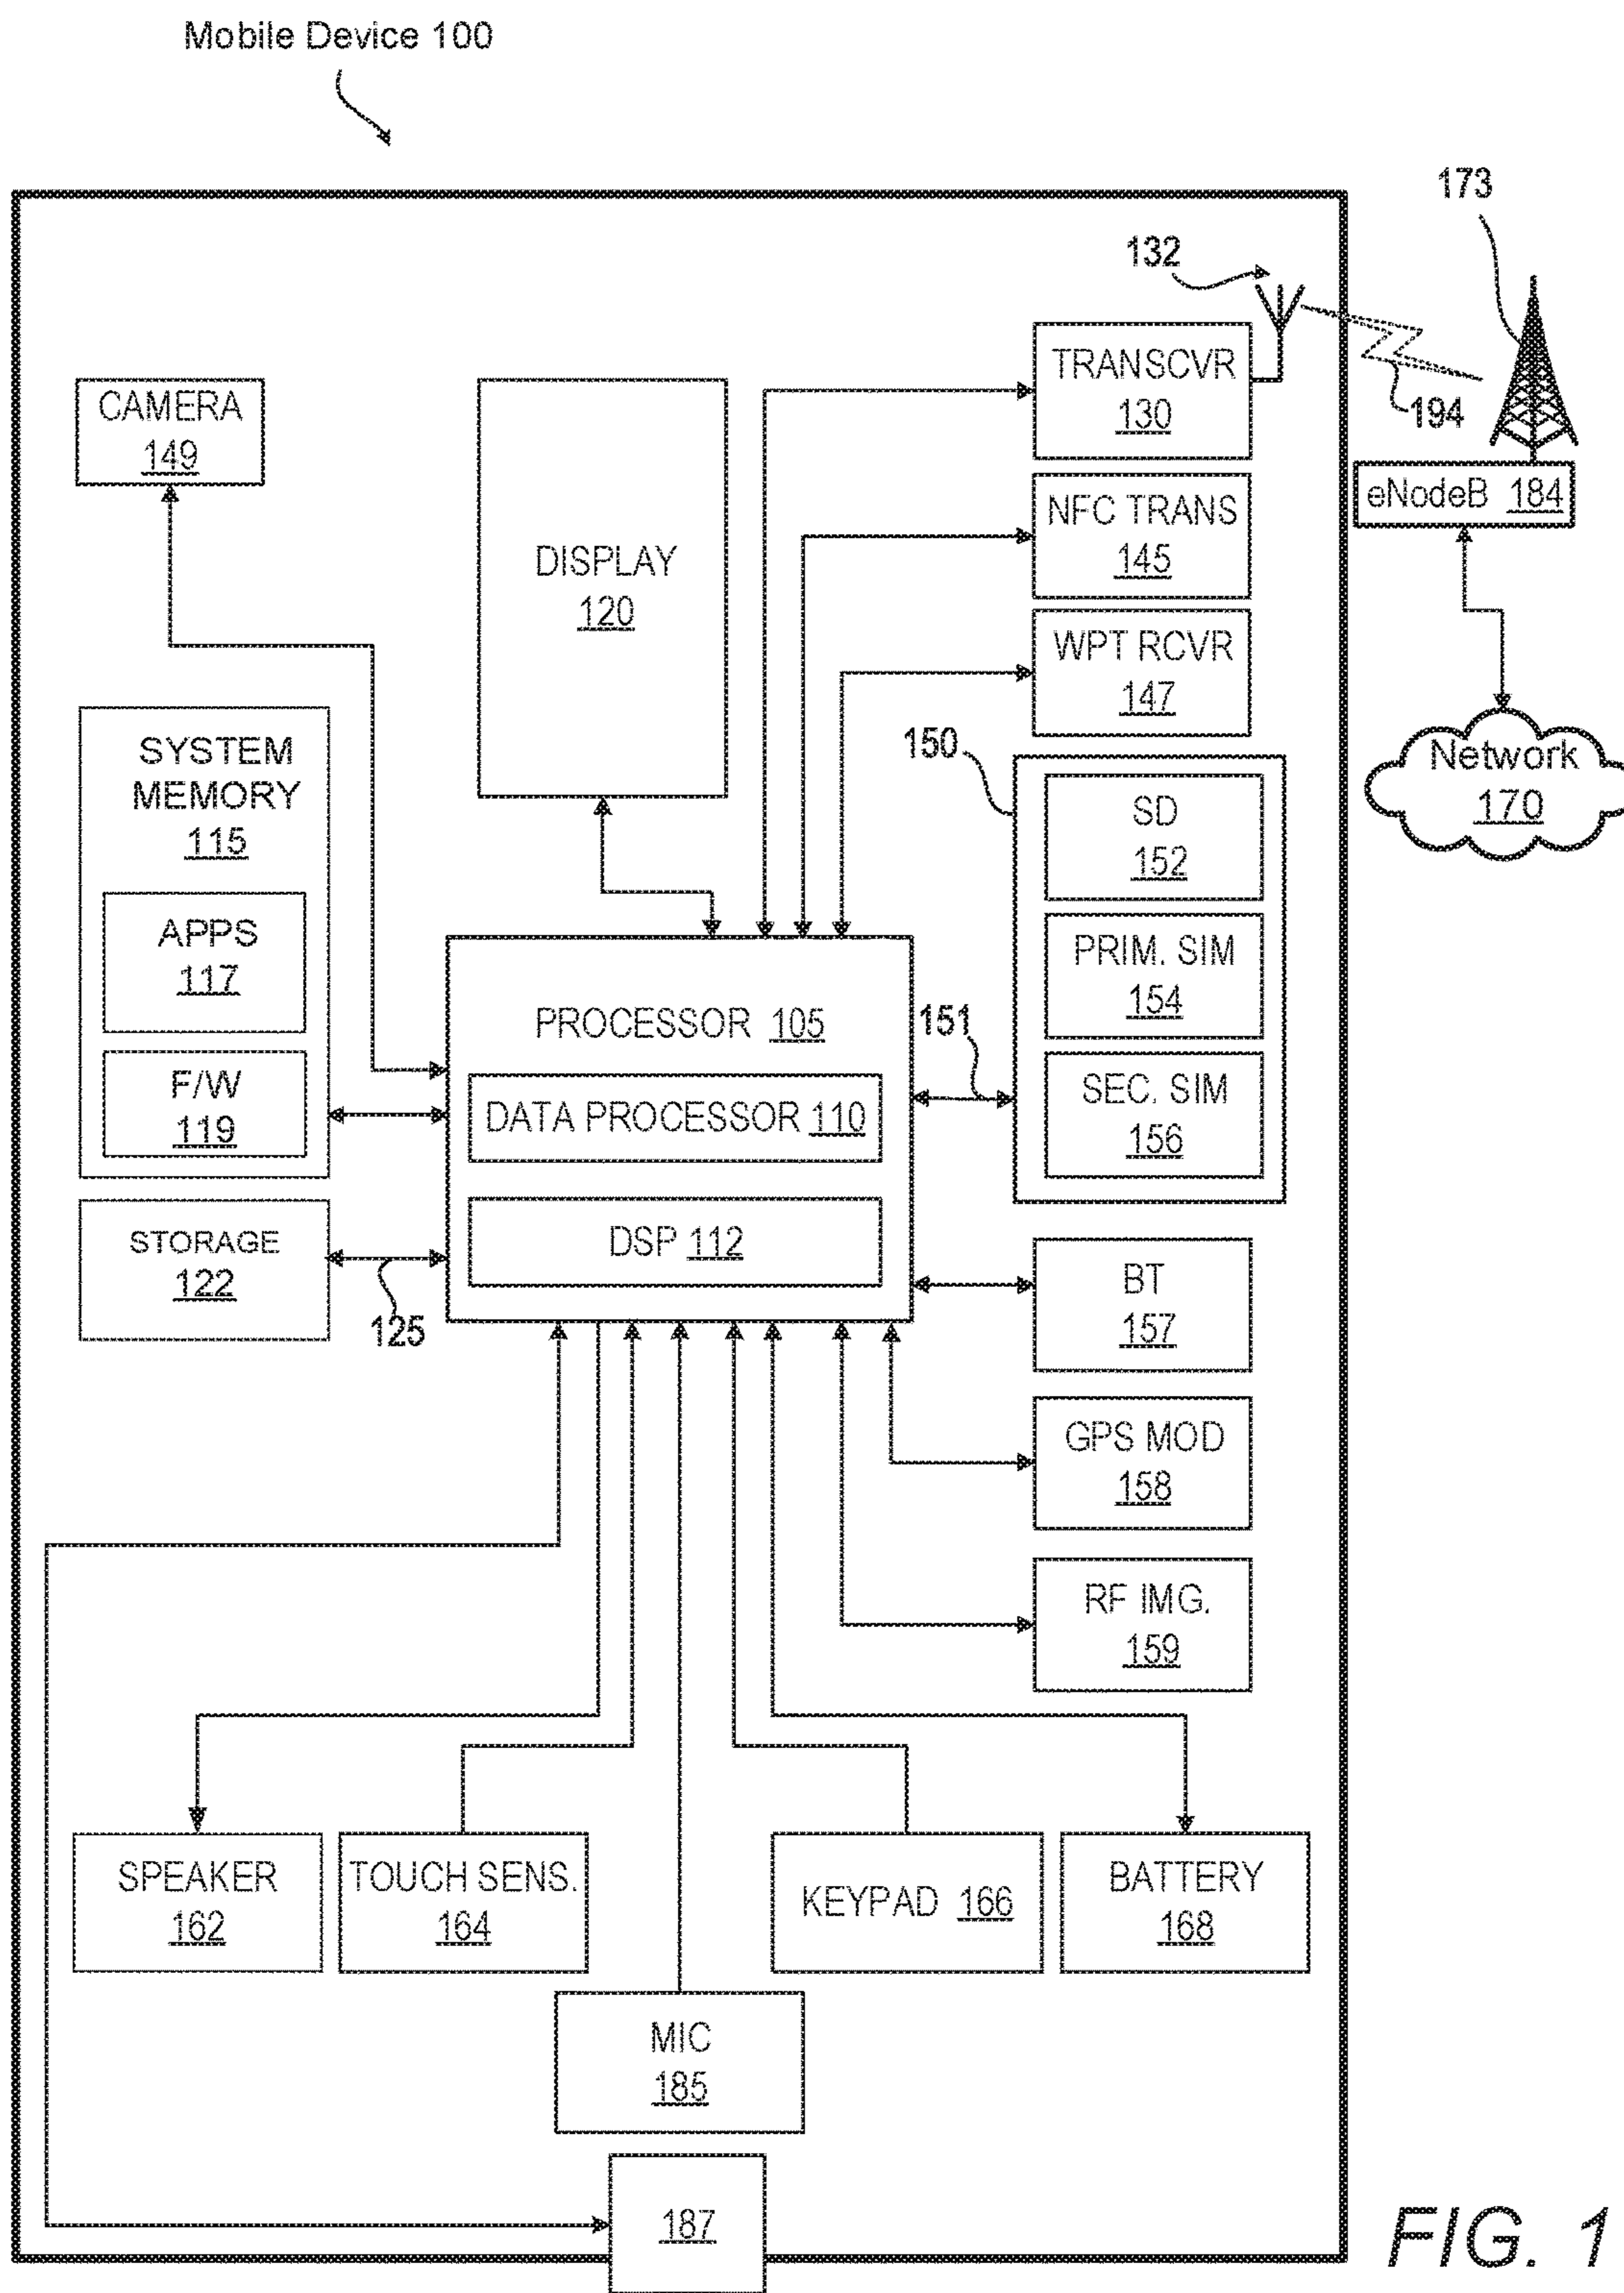 Mobile Device 100
173
132
TRANSCVR
130
194
CAMERA
149
eNodeB 184
NFC TRANS
145
DISPLAY
120
WPT RCVR
147
150
Network
170
SYSTEM
MEMORY
115
SD
152
APPS
117
PRIM. SIM
154
PROCESSOR 105
151
F/W
119
DATA PROCESSOR 110
SEC. SIM
156
STORAGE
122
DSP 112
125
BT
157
GPS MOD
158
RF IMG.
159
SPEAKER
162
TOUCH SENS.
164
KEYPAD 166
BATTERY
168
MIC
185
187
FIG. 1